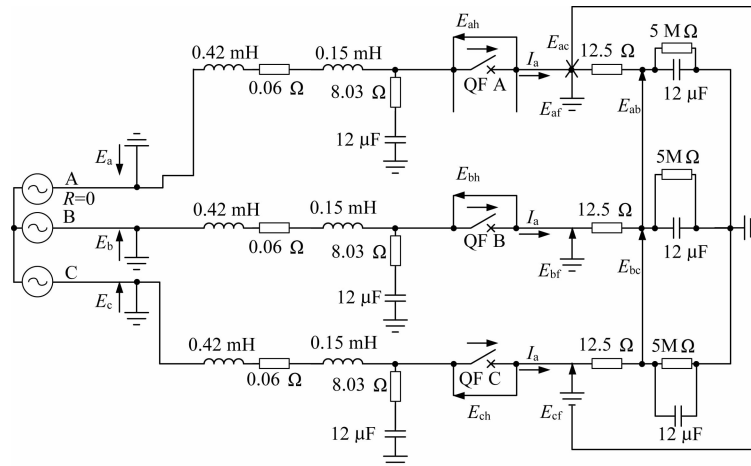 E_ah
0.42 mH
0.15 mH
I_a
E_ac
12.5 Ω
5 MΩ
0.06 Ω
8.03 Ω
QF A
E_af
12 μF
E_ab
12 μF
E_a
A
R=0
B
E_b
C
E_c
0.42 mH
0.15 mH
E_bh
I_a
12.5 Ω
5MΩ
0.06 Ω
8.03 Ω
QF B
E_bf
12 μF
E_bc
12 μF
0.42 mH
0.15 mH
I_a
12.5 Ω
5MΩ
0.06 Ω
8.03 Ω
QF C
E_ch
E_cf
12 μF
12 μF